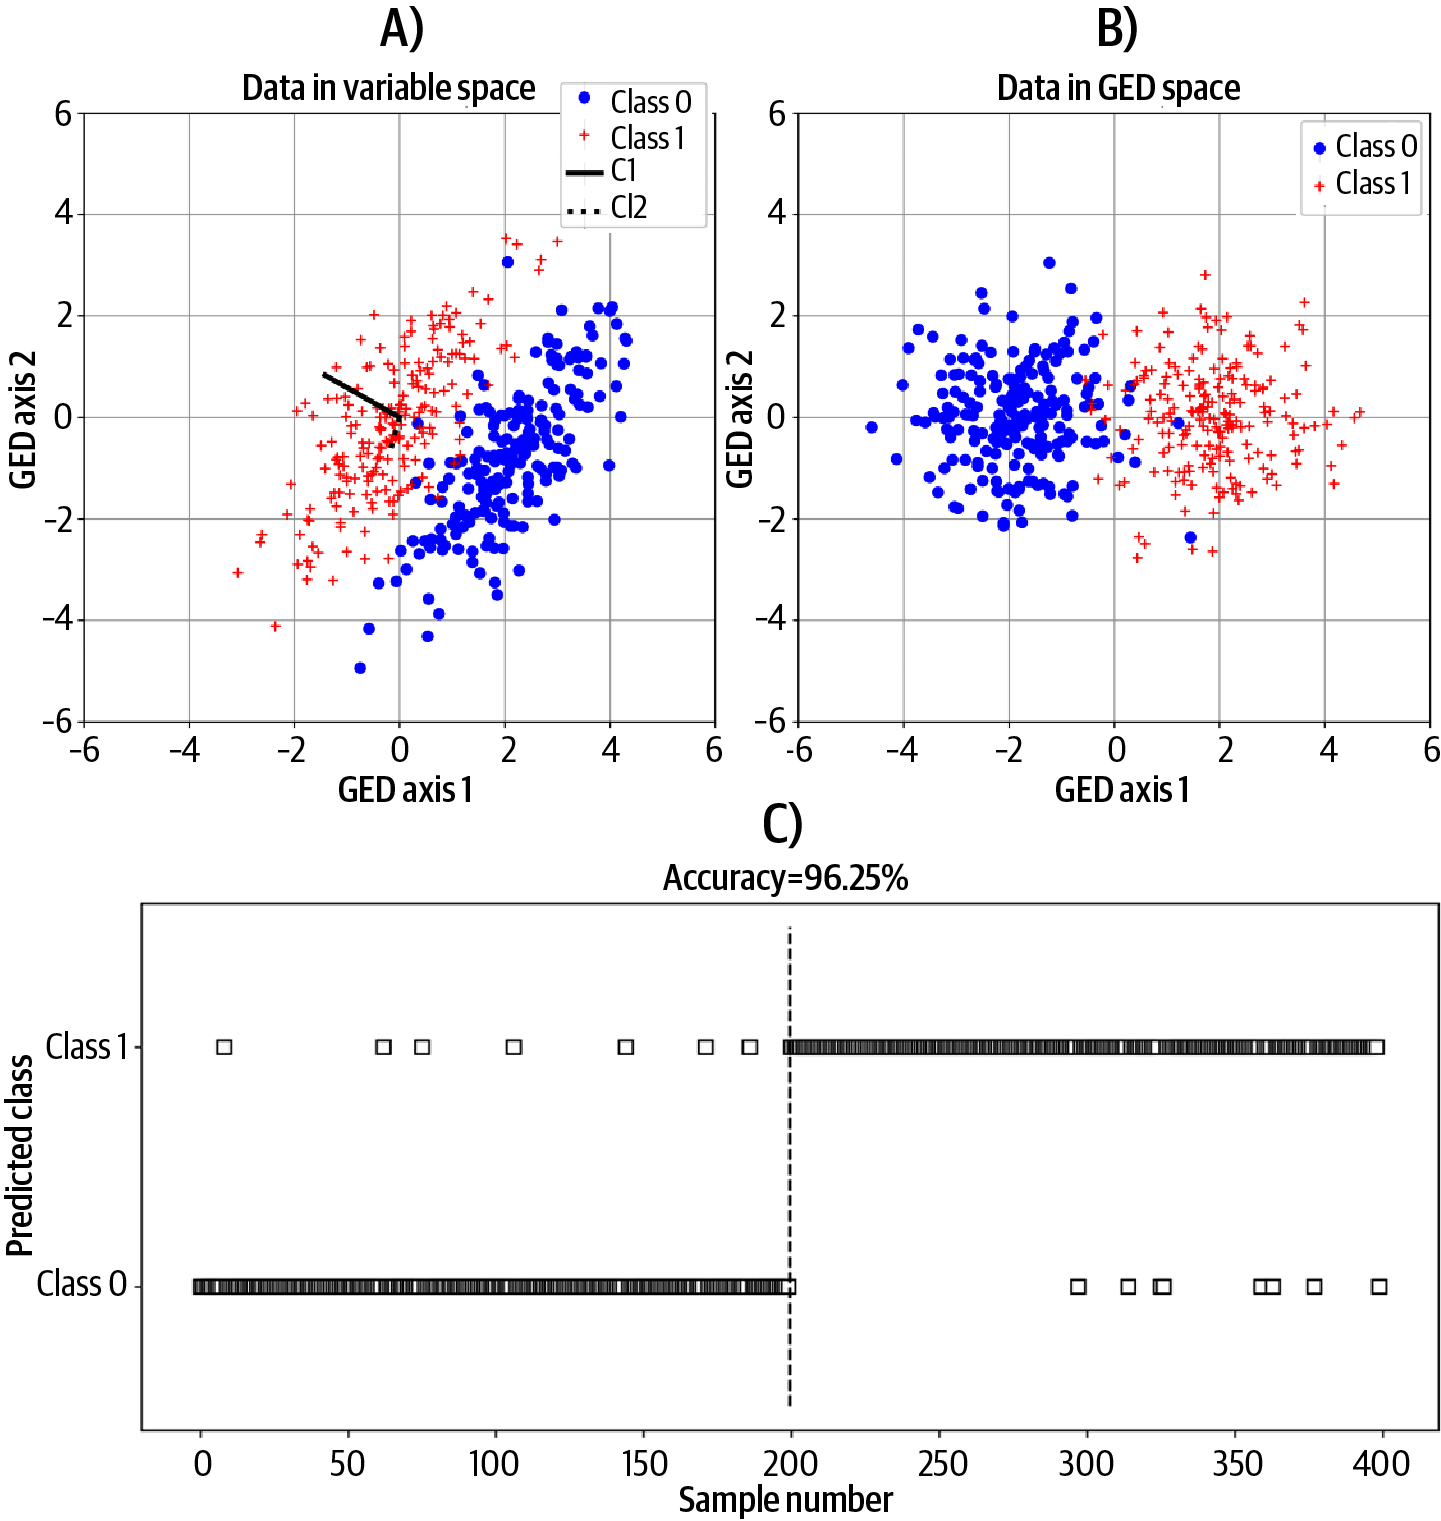 A)
Data in variable space
Class 0
Class 1
C1
Cl2
6
4
2
0
−2
−4
−6
GED axis 2
−6 −4 −2 0 2 4 6
GED axis 1
B)
Data in GED space
Class 0
Class 1
6
4
2
0
−2
−4
−6
GED axis 2
−6 −4 −2 0 2 4 6
GED axis 1
C)
Accuracy=96.25%
Class 1
Class 0
Predicted class
0 50 100 150 200 250 300 350 400
Sample number